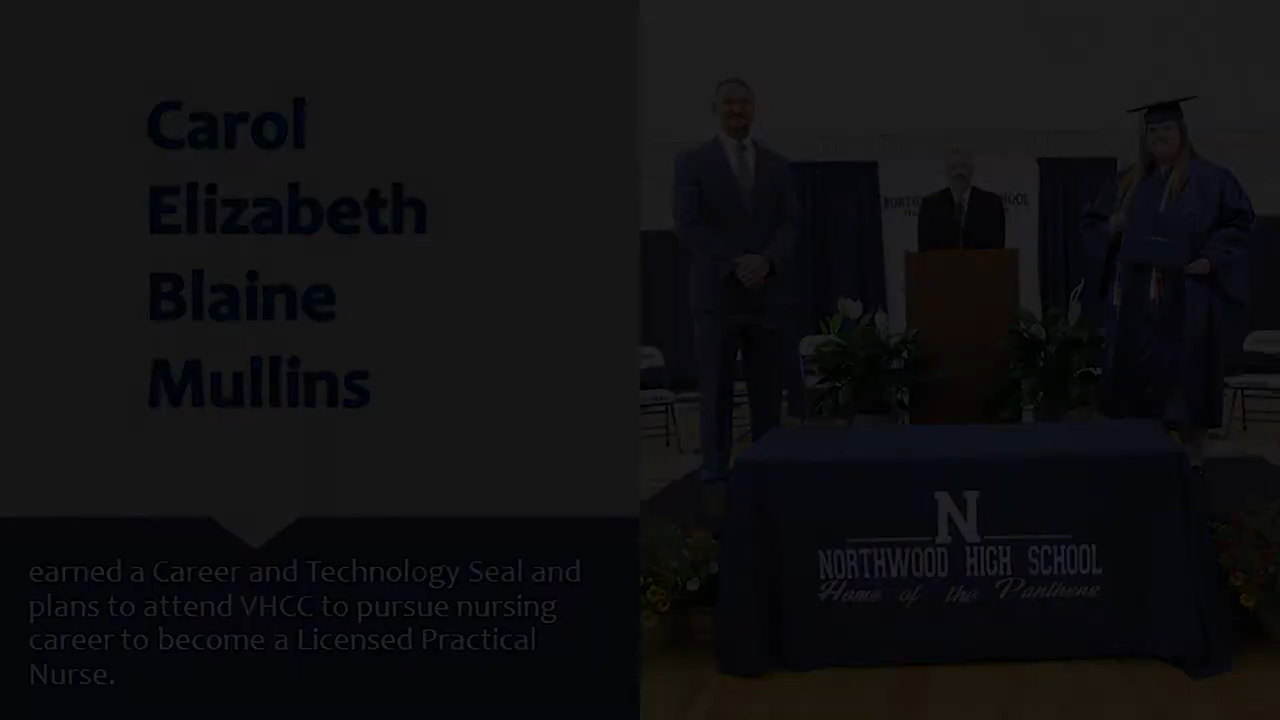 Carol
Elizabeth
Blaine
Mullins
earned a Career and Technology Seal and
plans to attend VHCC to pursue nursing
career to become a Licensed Practical
Nurse.
N
NORTHWOOD HIGH SCHOOL
Home of the Panthers